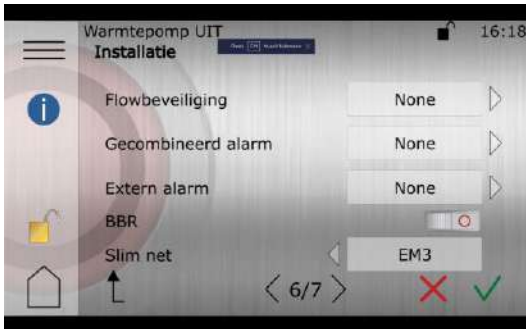 Warmtepomp UIT
16:18
Installatie
Flowbeveiliging None
Gecombineerd alarm None
Extern alarm None
BBR
Slim net EM3
6/7